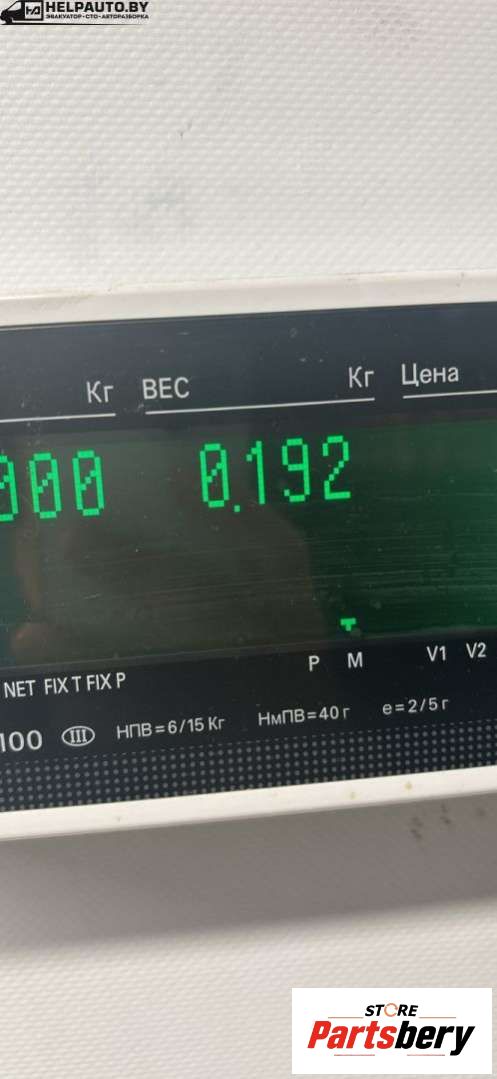 HELPAUTO.BY
ЭВАКУАТОР-СТО-АВТОРАЗБОРКА
Кг ВЕС Кг Цена
000 0.192
P M V1 V2
NET FIX T FIX P
100 III НПВ=6/15 Кг НмПВ=40 г e=2/5 г
STORE
Partsbery